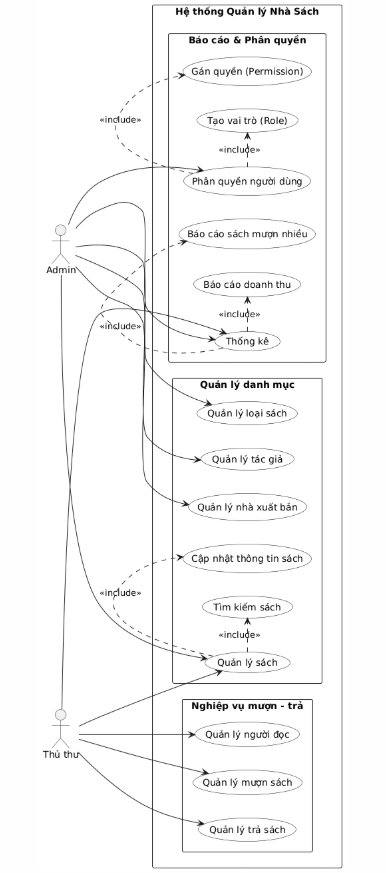 Hệ thống Quản lý Nhà Sách
Báo cáo & Phân quyền
Gán quyền (Permission)
«include»
Tạo vai trò (Role)
«include»
Phân quyền người dùng
Báo cáo sách mượn nhiều
Admin
Báo cáo doanh thu
«include»
«include»
Thống kê
Quản lý danh mục
Quản lý loại sách
Quản lý tác giả
Quản lý nhà xuất bản
Cập nhật thông tin sách
«include»
Tìm kiếm sách
«include»
Quản lý sách
Nghiệp vụ mượn - trả
Quản lý người đọc
Thủ thư
Quản lý mượn sách
Quản lý trả sách